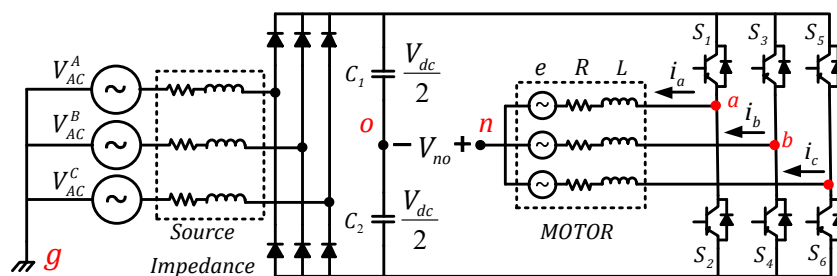 V_AC^A
V_AC^B
V_AC^C
g
Source
Impedance
C_1
V_dc
2
o
− V_no +
n
C_2
V_dc
2
e R L
MOTOR
i_a
i_b
i_c
a
b
S_1
S_3
S_5
S_2
S_4
S_6